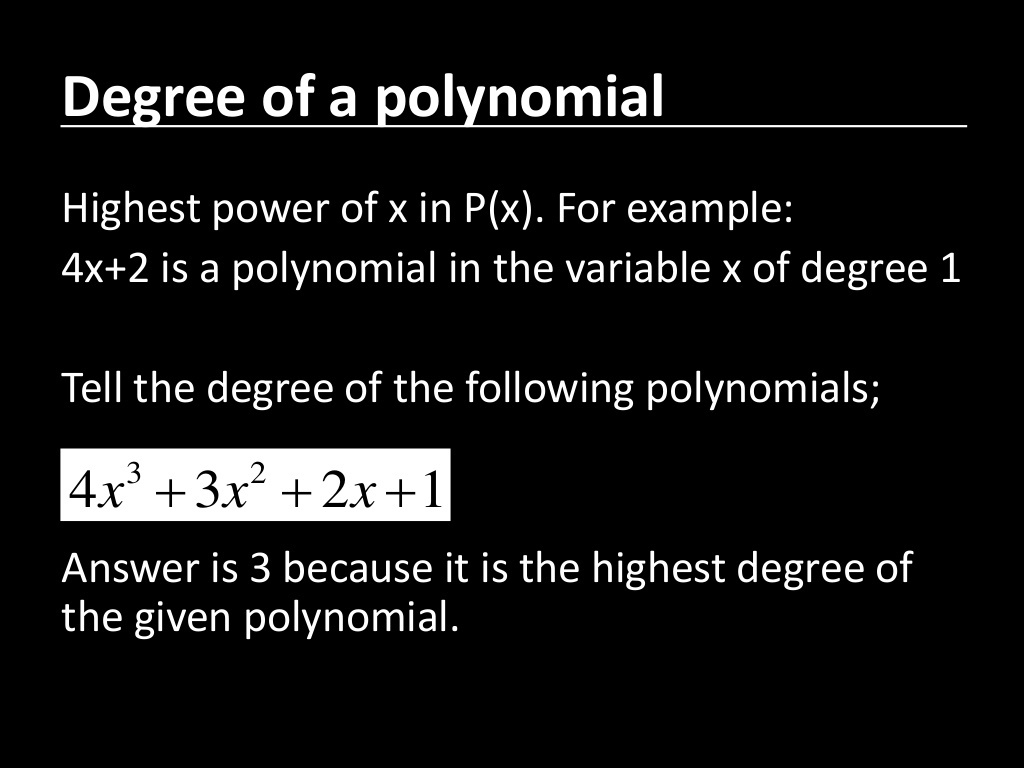 Degree of a polynomial
Highest power of x in P(x). For example:
4x+2 is a polynomial in the variable x of degree 1
Tell the degree of the following polynomials;
4x³ + 3x² + 2x + 1
Answer is 3 because it is the highest degree of
the given polynomial.